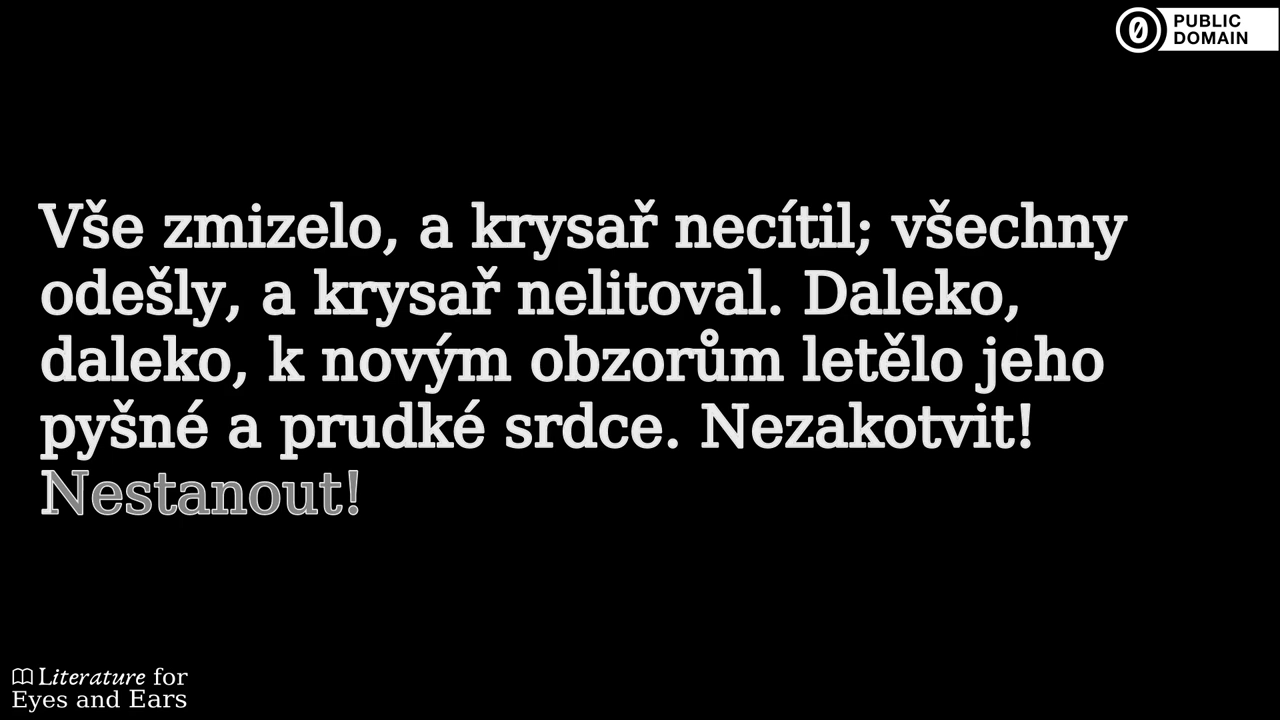 PUBLIC
DOMAIN
Vše zmizelo, a krysař necítil; všechny
odešly, a krysař nelitoval. Daleko,
daleko, k novým obzorům letělo jeho
pyšné a prudké srdce. Nezakotvit!
Nestanout!
Literature for
Eyes and Ears